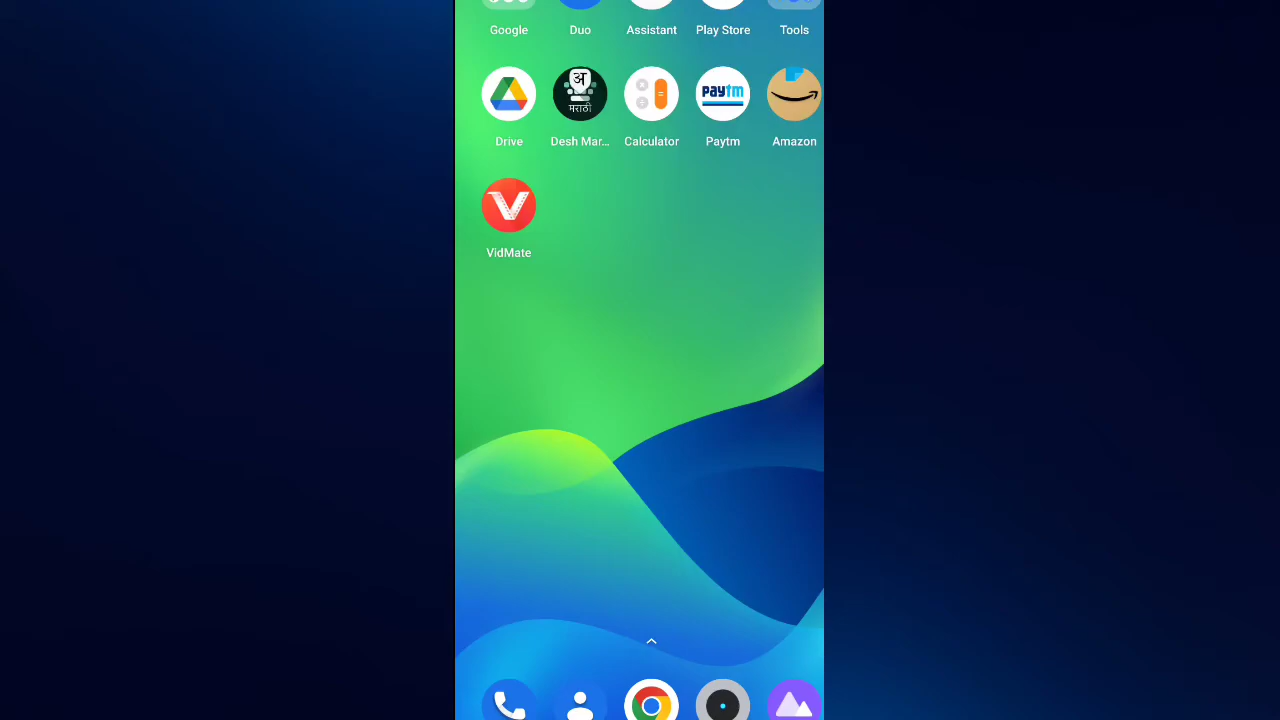 Google Duo Assistant Play Store Tools
अ
मराठी
paytm
Drive Desh Mar... Calculator Paytm Amazon
VidMate